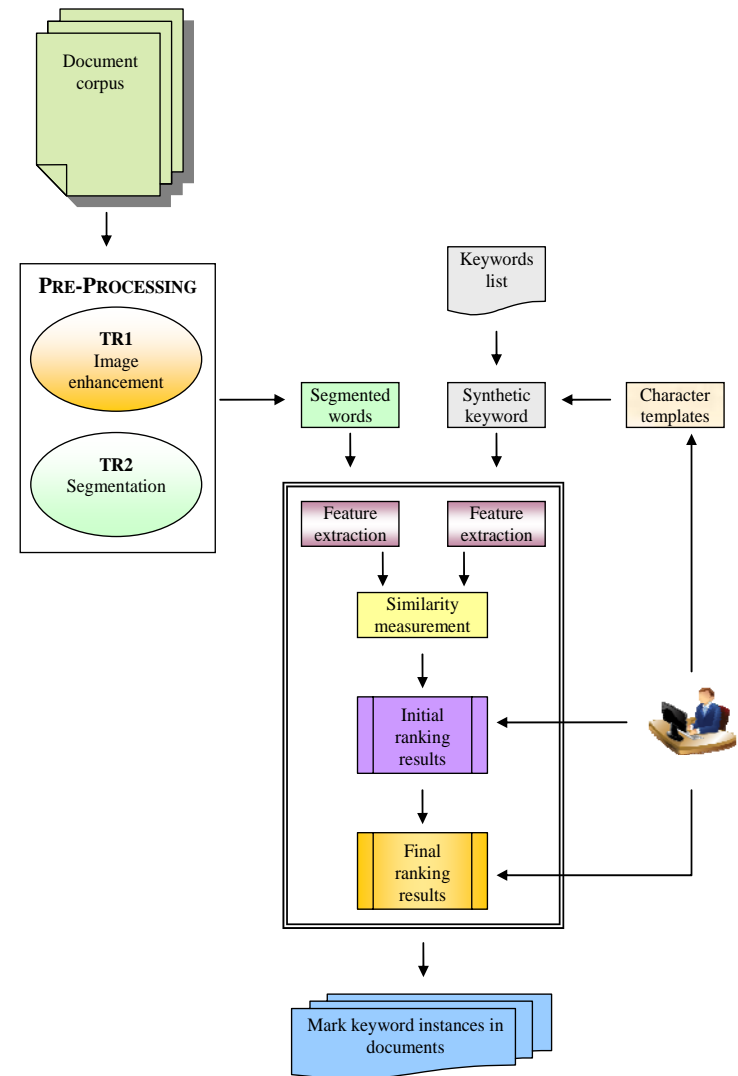 Document
corpus
PRE-PROCESSING
TR1
Image
enhancement
TR2
Segmentation
Keywords
list
Segmented
words
Synthetic
keyword
Character
templates
Feature
extraction
Feature
extraction
Similarity
measurement
Initial
ranking
results
Final
ranking
results
Mark keyword instances in
documents